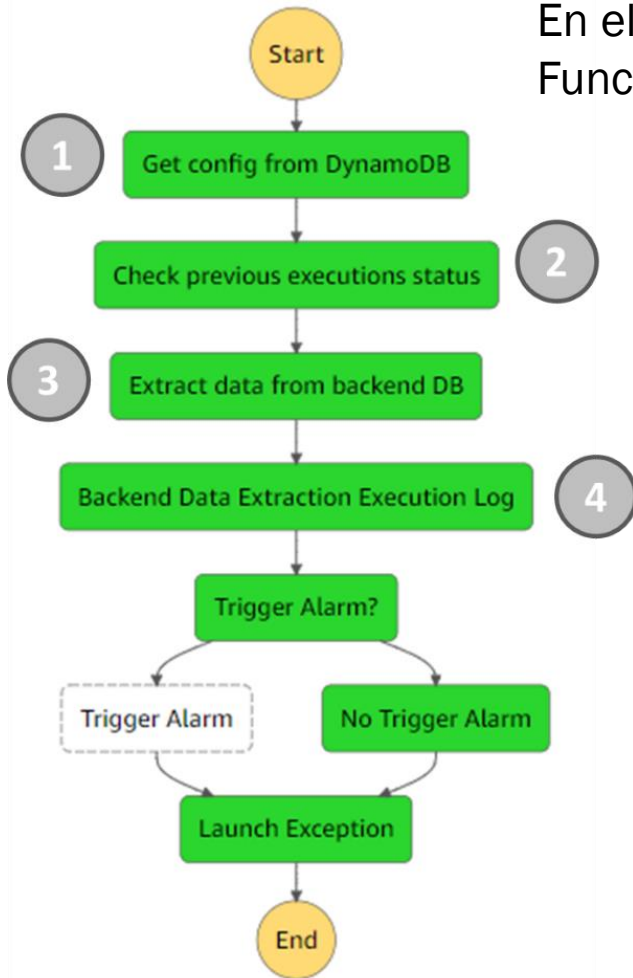 En el
Func
Start
1
Get config from DynamoDB
Check previous executions status
2
3
Extract data from backend DB
Backend Data Extraction Execution Log
4
Trigger Alarm?
Trigger Alarm
No Trigger Alarm
Launch Exception
End